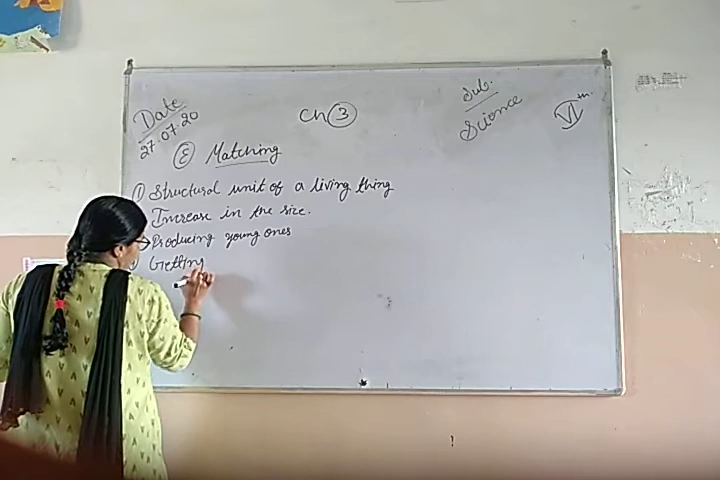 Date
27.07.20
Ch 3
Sub.
Science
VI th.
E Matching
1 Structural unit of a living thing
Increase in the size.
Producing young ones
Getting